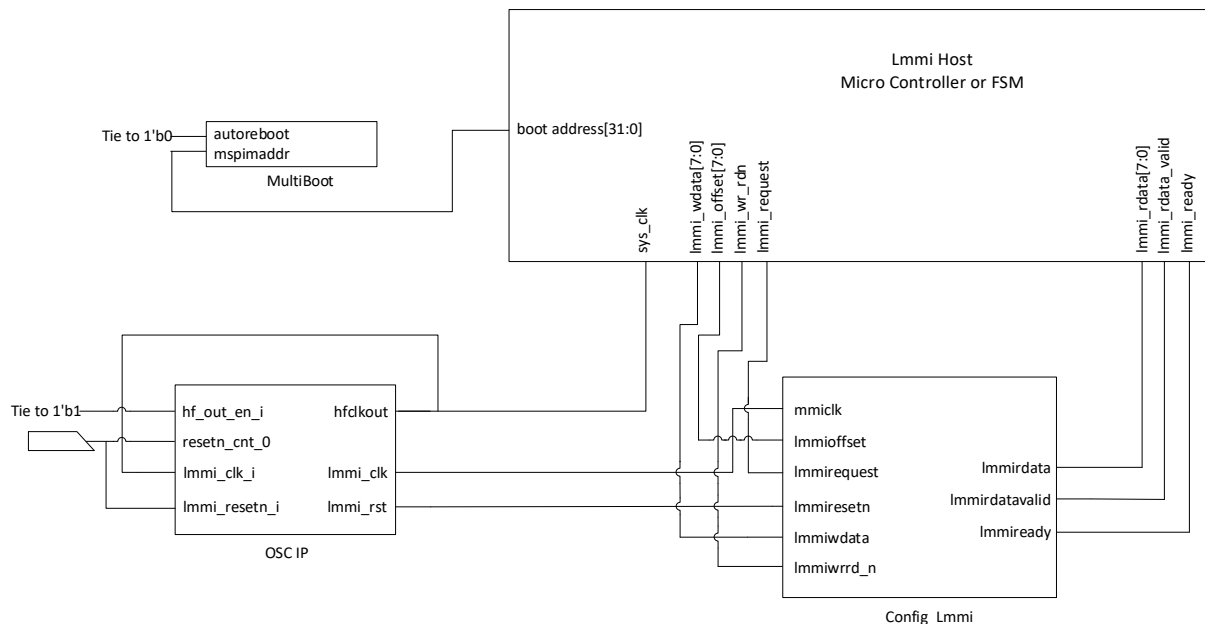 Lmmi Host
Micro Controller or FSM
boot address[31:0]
Tie to 1'b0
autoreboot
mspimaddr
MultiBoot
sys_clk
lmmi_wdata[7:0]
lmmi_offset[7:0]
lmmi_wr_rdn
lmmi_request
lmmi_rdata[7:0]
lmmi_rdata_valid
lmmi_ready
Tie to 1'b1
hf_out_en_i
hfclkout
resetn_cnt_0
lmmi_clk_i
lmmi_clk
lmmi_resetn_i
lmmi_rst
OSC IP
mmiclk
lmmioffset
lmmirequest
lmmiresetn
lmmiwdata
lmmiwrrd_n
lmmirdata
lmmirdatavalid
lmmiready
Config_Lmmi